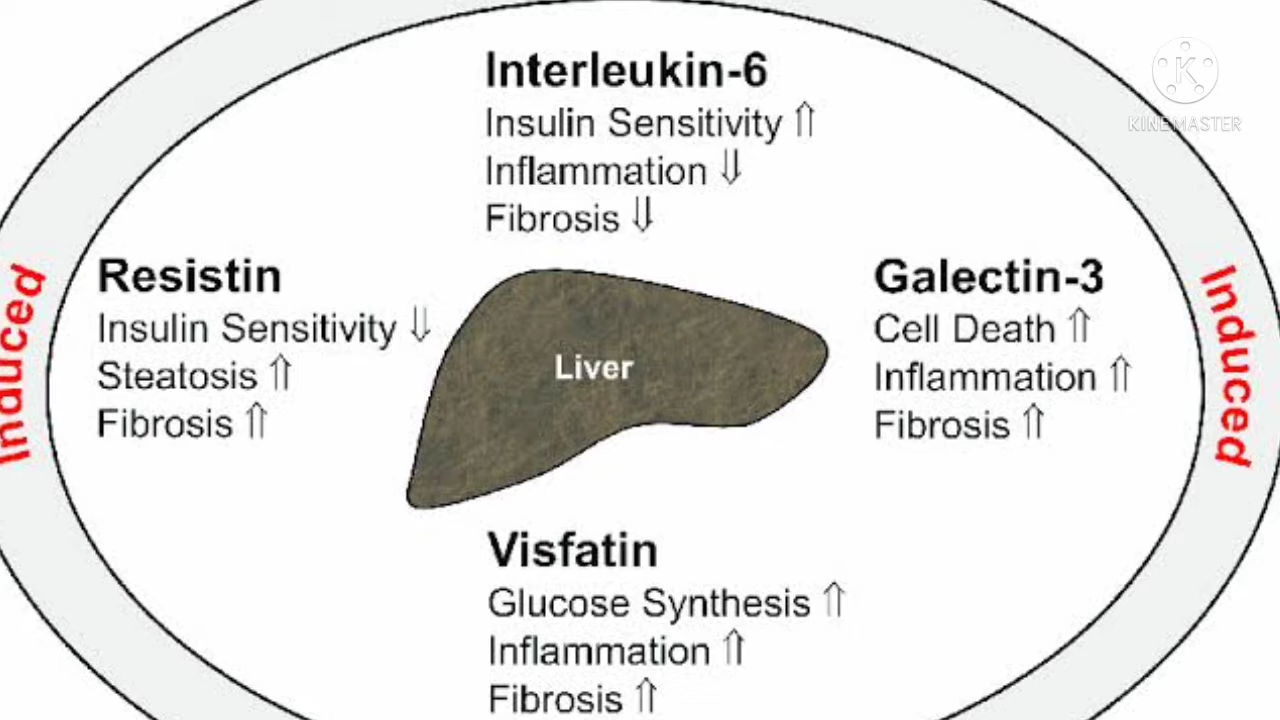 Interleukin-6
Insulin Sensitivity ⇑
Inflammation ⇓
Fibrosis ⇓
K
KINEMASTER
Induced
Resistin
Insulin Sensitivity ⇓
Steatosis ⇑
Fibrosis ⇑
Liver
Galectin-3
Cell Death ⇑
Inflammation ⇑
Fibrosis ⇑
Induced
Visfatin
Glucose Synthesis ⇑
Inflammation ⇑
Fibrosis ⇑